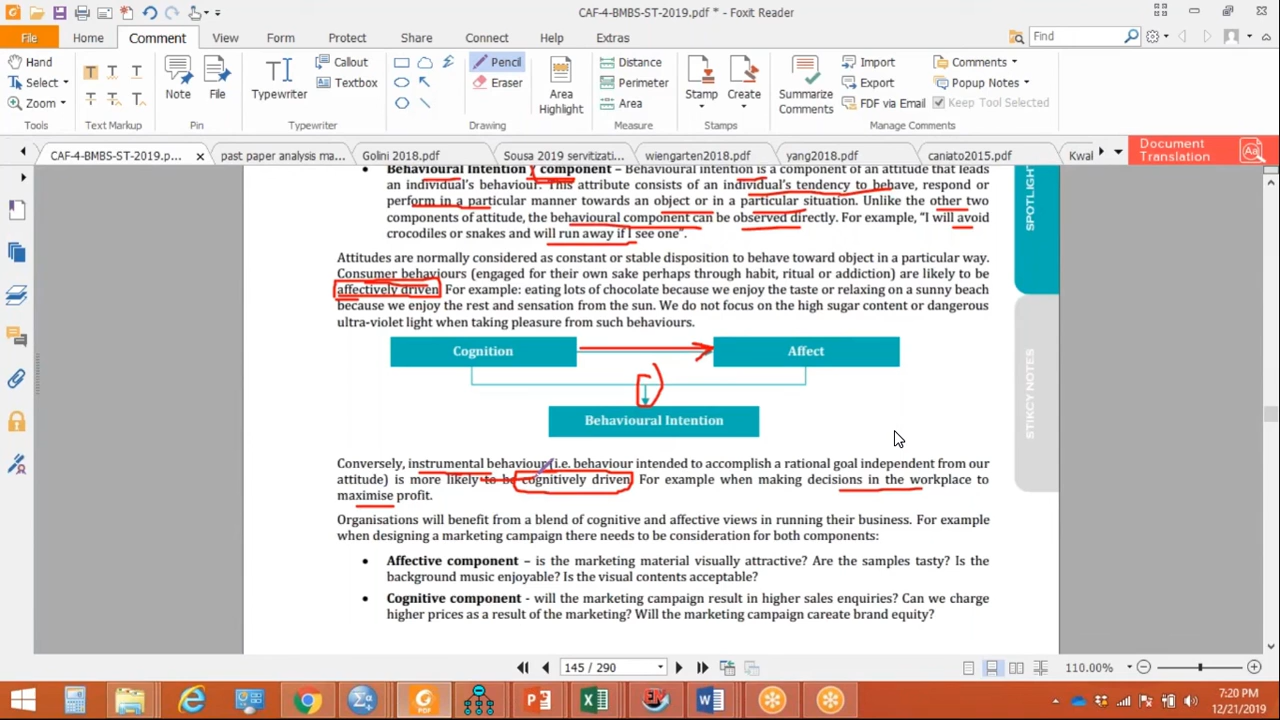 CAF-4-BMBS-ST-2019.pdf * - Foxit Reader
File Home Comment View Form Protect Share Connect Help Extras Find
Hand Select Zoom Tools
Text Markup
Note File Pin
Typewriter Callout Textbox Typewriter
Pencil Eraser Area Highlight Drawing
Distance Perimeter Area Measure
Stamp Create Stamps
Summarize Comments Import Export FDF via Email Comments Popup Notes Keep Tool Selected Manage Comments
CAF-4-BMBS-ST-2019.p... past paper analysis ma... Golini 2018.pdf Sousa 2019 servitizati... wiengarten2018.pdf yang2018.pdf caniato2015.pdf Kwal Document Translation
• Behavioural Intention component – Behavioural intention is a component of an attitude that leads
an individual's behaviour. This attribute consists of an individual's tendency to behave, respond or
perform in a particular manner towards an object or in a particular situation. Unlike the other two
components of attitude, the behavioural component can be observed directly. For example, "I will avoid
crocodiles or snakes and will run away if I see one".
Attitudes are normally considered as constant or stable disposition to behave toward object in a particular way.
Consumer behaviours (engaged for their own sake perhaps through habit, ritual or addiction) are likely to be
affectively driven. For example: eating lots of chocolate because we enjoy the taste or relaxing on a sunny beach
because we enjoy the rest and sensation from the sun. We do not focus on the high sugar content or dangerous
ultra-violet light when taking pleasure from such behaviours.
Cognition Affect
Behavioural Intention
Conversely, instrumental behaviour (i.e. behaviour intended to accomplish a rational goal independent from our
attitude) is more likely to be cognitively driven. For example when making decisions in the workplace to
maximise profit.
Organisations will benefit from a blend of cognitive and affective views in running their business. For example
when designing a marketing campaign there needs to be consideration for both components:
• Affective component – is the marketing material visually attractive? Are the samples tasty? Is the
background music enjoyable? Is the visual contents acceptable?
• Cognitive component - will the marketing campaign result in higher sales enquiries? Can we charge
higher prices as a result of the marketing? Will the marketing campaign careate brand equity?
SPOTLIGHT
STIKCY NOTES
145 / 290 110.00%
7:20 PM
12/21/2019